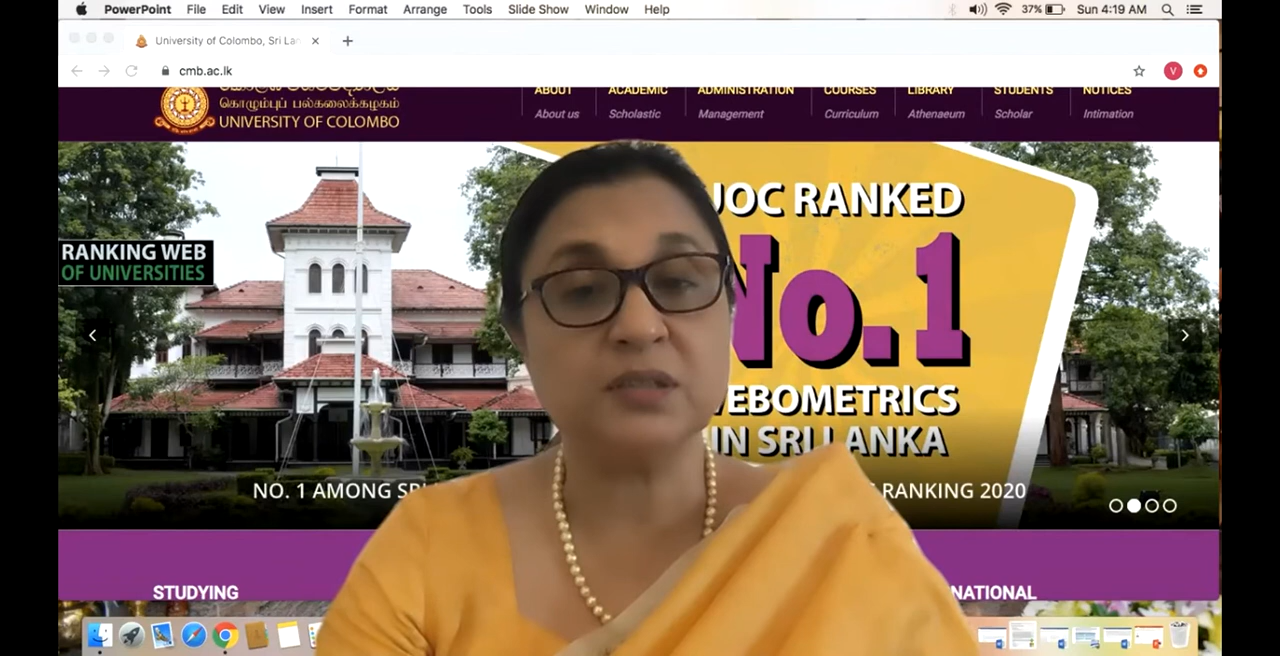 PowerPoint File Edit View Insert Format Arrange Tools Slide Show Window Help 37% Sun 4:19 AM
University of Colombo, Sri Lan
cmb.ac.lk V
ABOUT ACADEMIC ADMINISTRATION COURSES LIBRARY STUDENTS NOTICES
கொழும்புப் பல்கலைக்கழகம்
About us Scholastic Management Curriculum Athenaeum Scholar Intimation
UNIVERSITY OF COLOMBO
UOC RANKED
No.1
WEBOMETRICS
IN SRI LANKA
RANKING WEB
OF UNIVERSITIES
NO. 1 AMONG SRI RANKING 2020
STUDYING NATIONAL